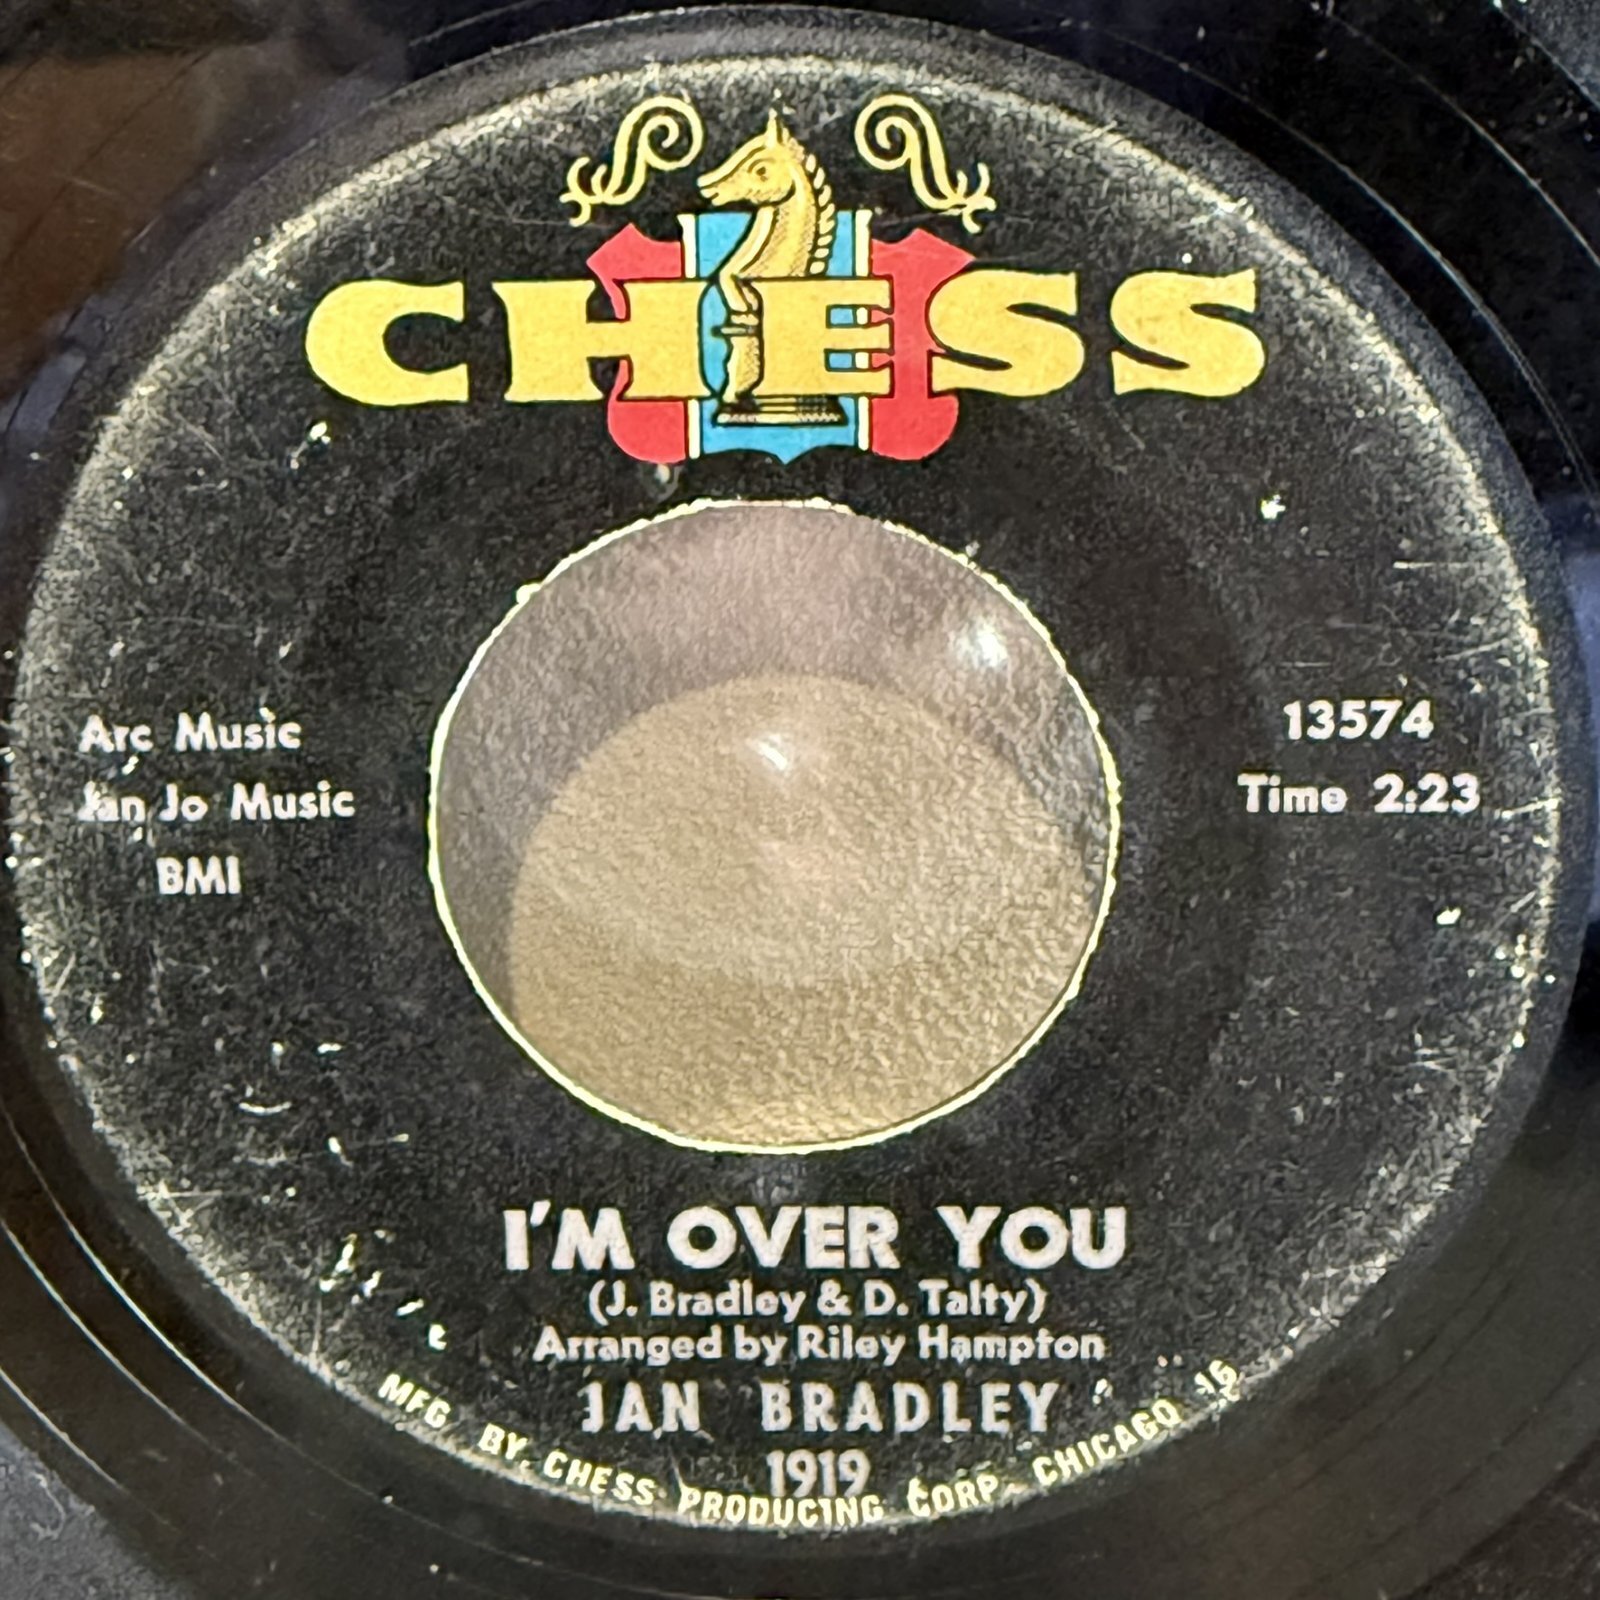 CHESS
Arc Music
Jan Jo Music
BMI
13574
Time 2:23
I'M OVER YOU
(J. Bradley & D. Talty)
Arranged by Riley Hampton
JAN BRADLEY
1919
MFG. BY. CHESS PRODUCING CORP. CHICAGO 16